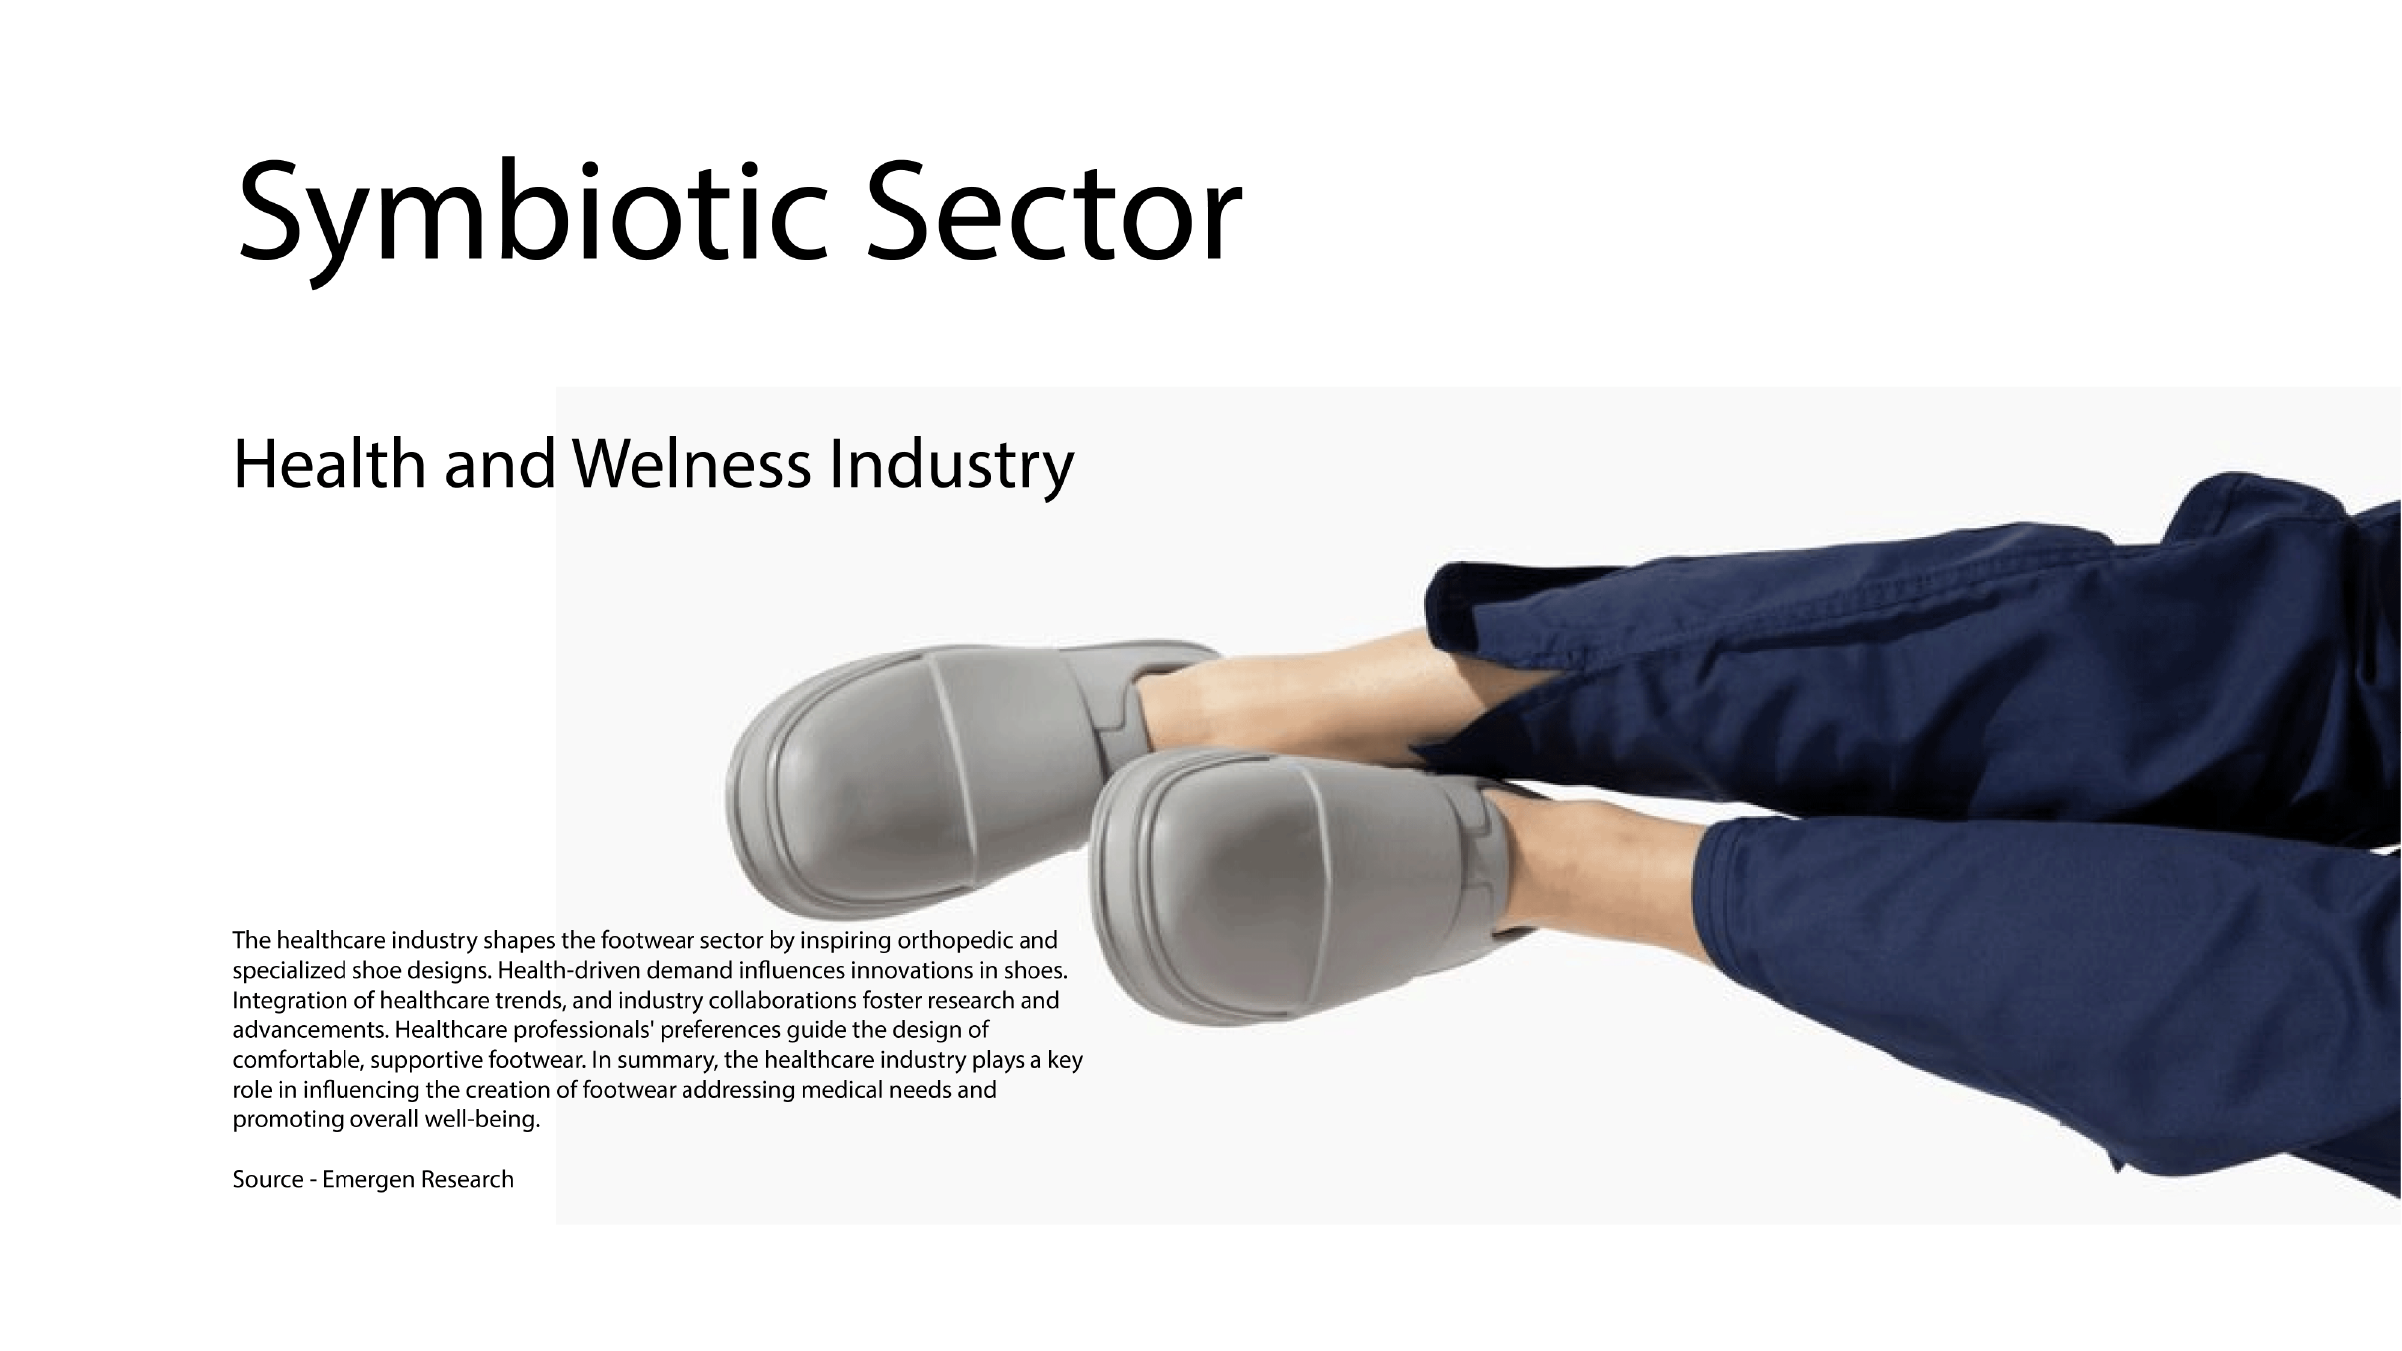 Symbiotic Sector
Health and Welness Industry
The healthcare industry shapes the footwear sector by inspiring orthopedic and
specialized shoe designs. Health-driven demand influences innovations in shoes.
Integration of healthcare trends, and industry collaborations foster research and
advancements. Healthcare professionals' preferences guide the design of
comfortable, supportive footwear. In summary, the healthcare industry plays a key
role in influencing the creation of footwear addressing medical needs and
promoting overall well-being.
Source - Emergen Research